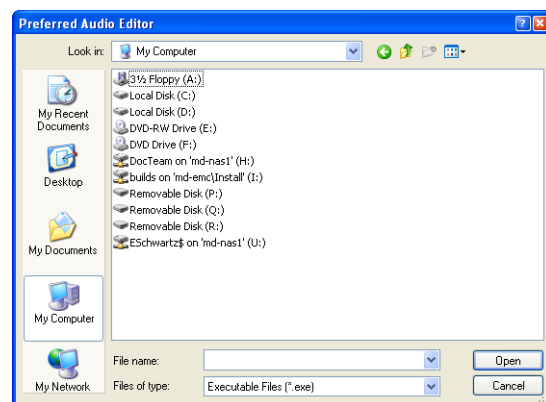 Preferred Audio Editor
Look in:
My Computer
My Recent
Documents
Desktop
My Documents
My Computer
My Network
3½ Floppy (A:)
Local Disk (C:)
Local Disk (D:)
DVD-RW Drive (E:)
DVD Drive (F:)
DocTeam on 'md-nas1' (H:)
builds on 'md-emc\Install' (I:)
Removable Disk (P:)
Removable Disk (Q:)
Removable Disk (R:)
ESchwartz$ on 'md-nas1' (U:)
File name:
Open
Files of type:
Executable Files (*.exe)
Cancel